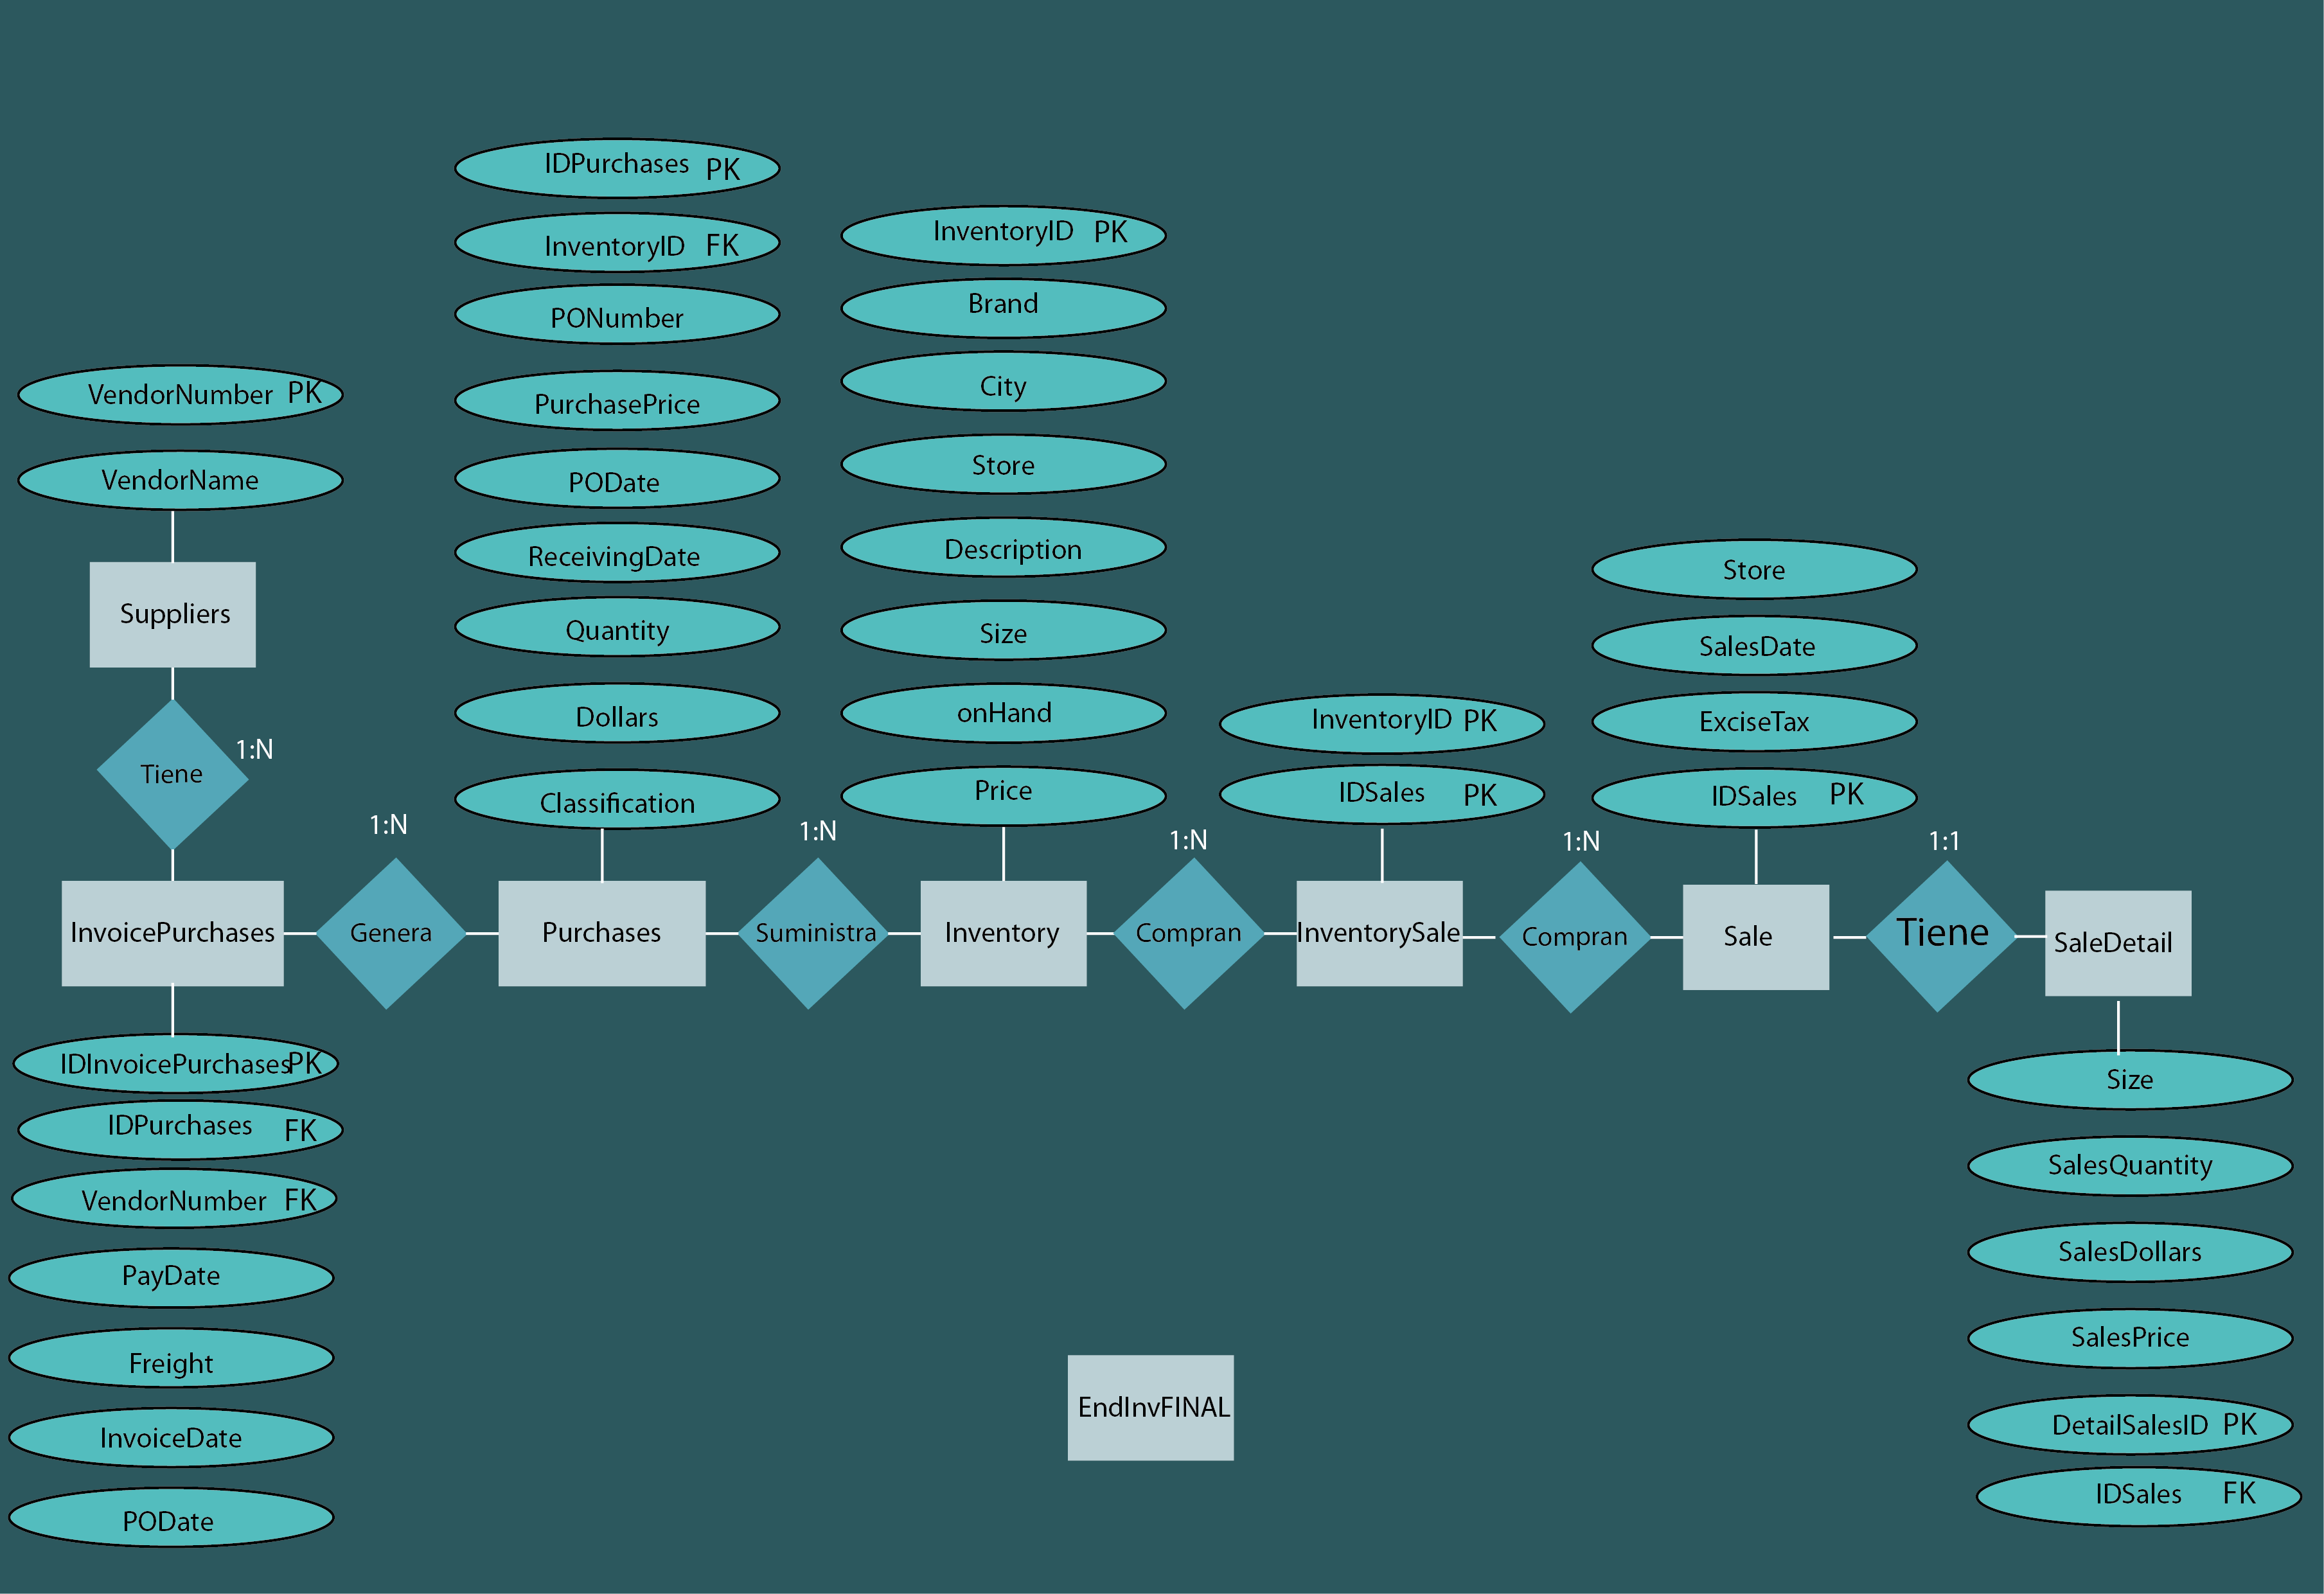 VendorNumber PK
VendorName
Suppliers
Tiene
1:N
InvoicePurchases
IDInvoicePurchases PK
IDPurchases FK
VendorNumber FK
PayDate
Freight
InvoiceDate
PODate
1:N
Genera
IDPurchases PK
InventoryID FK
PONumber
PurchasePrice
PODate
ReceivingDate
Quantity
Dollars
Classification
Purchases
1:N
Suministra
InventoryID PK
Brand
City
Store
Description
Size
onHand
Price
Inventory
1:N
Compran
InventoryID PK
IDSales PK
InventorySale
1:N
Compran
Store
SalesDate
ExciseTax
IDSales PK
Sale
1:1
Tiene
SaleDetail
Size
SalesQuantity
SalesDollars
SalesPrice
DetailSalesID PK
IDSales FK
EndInvFINAL